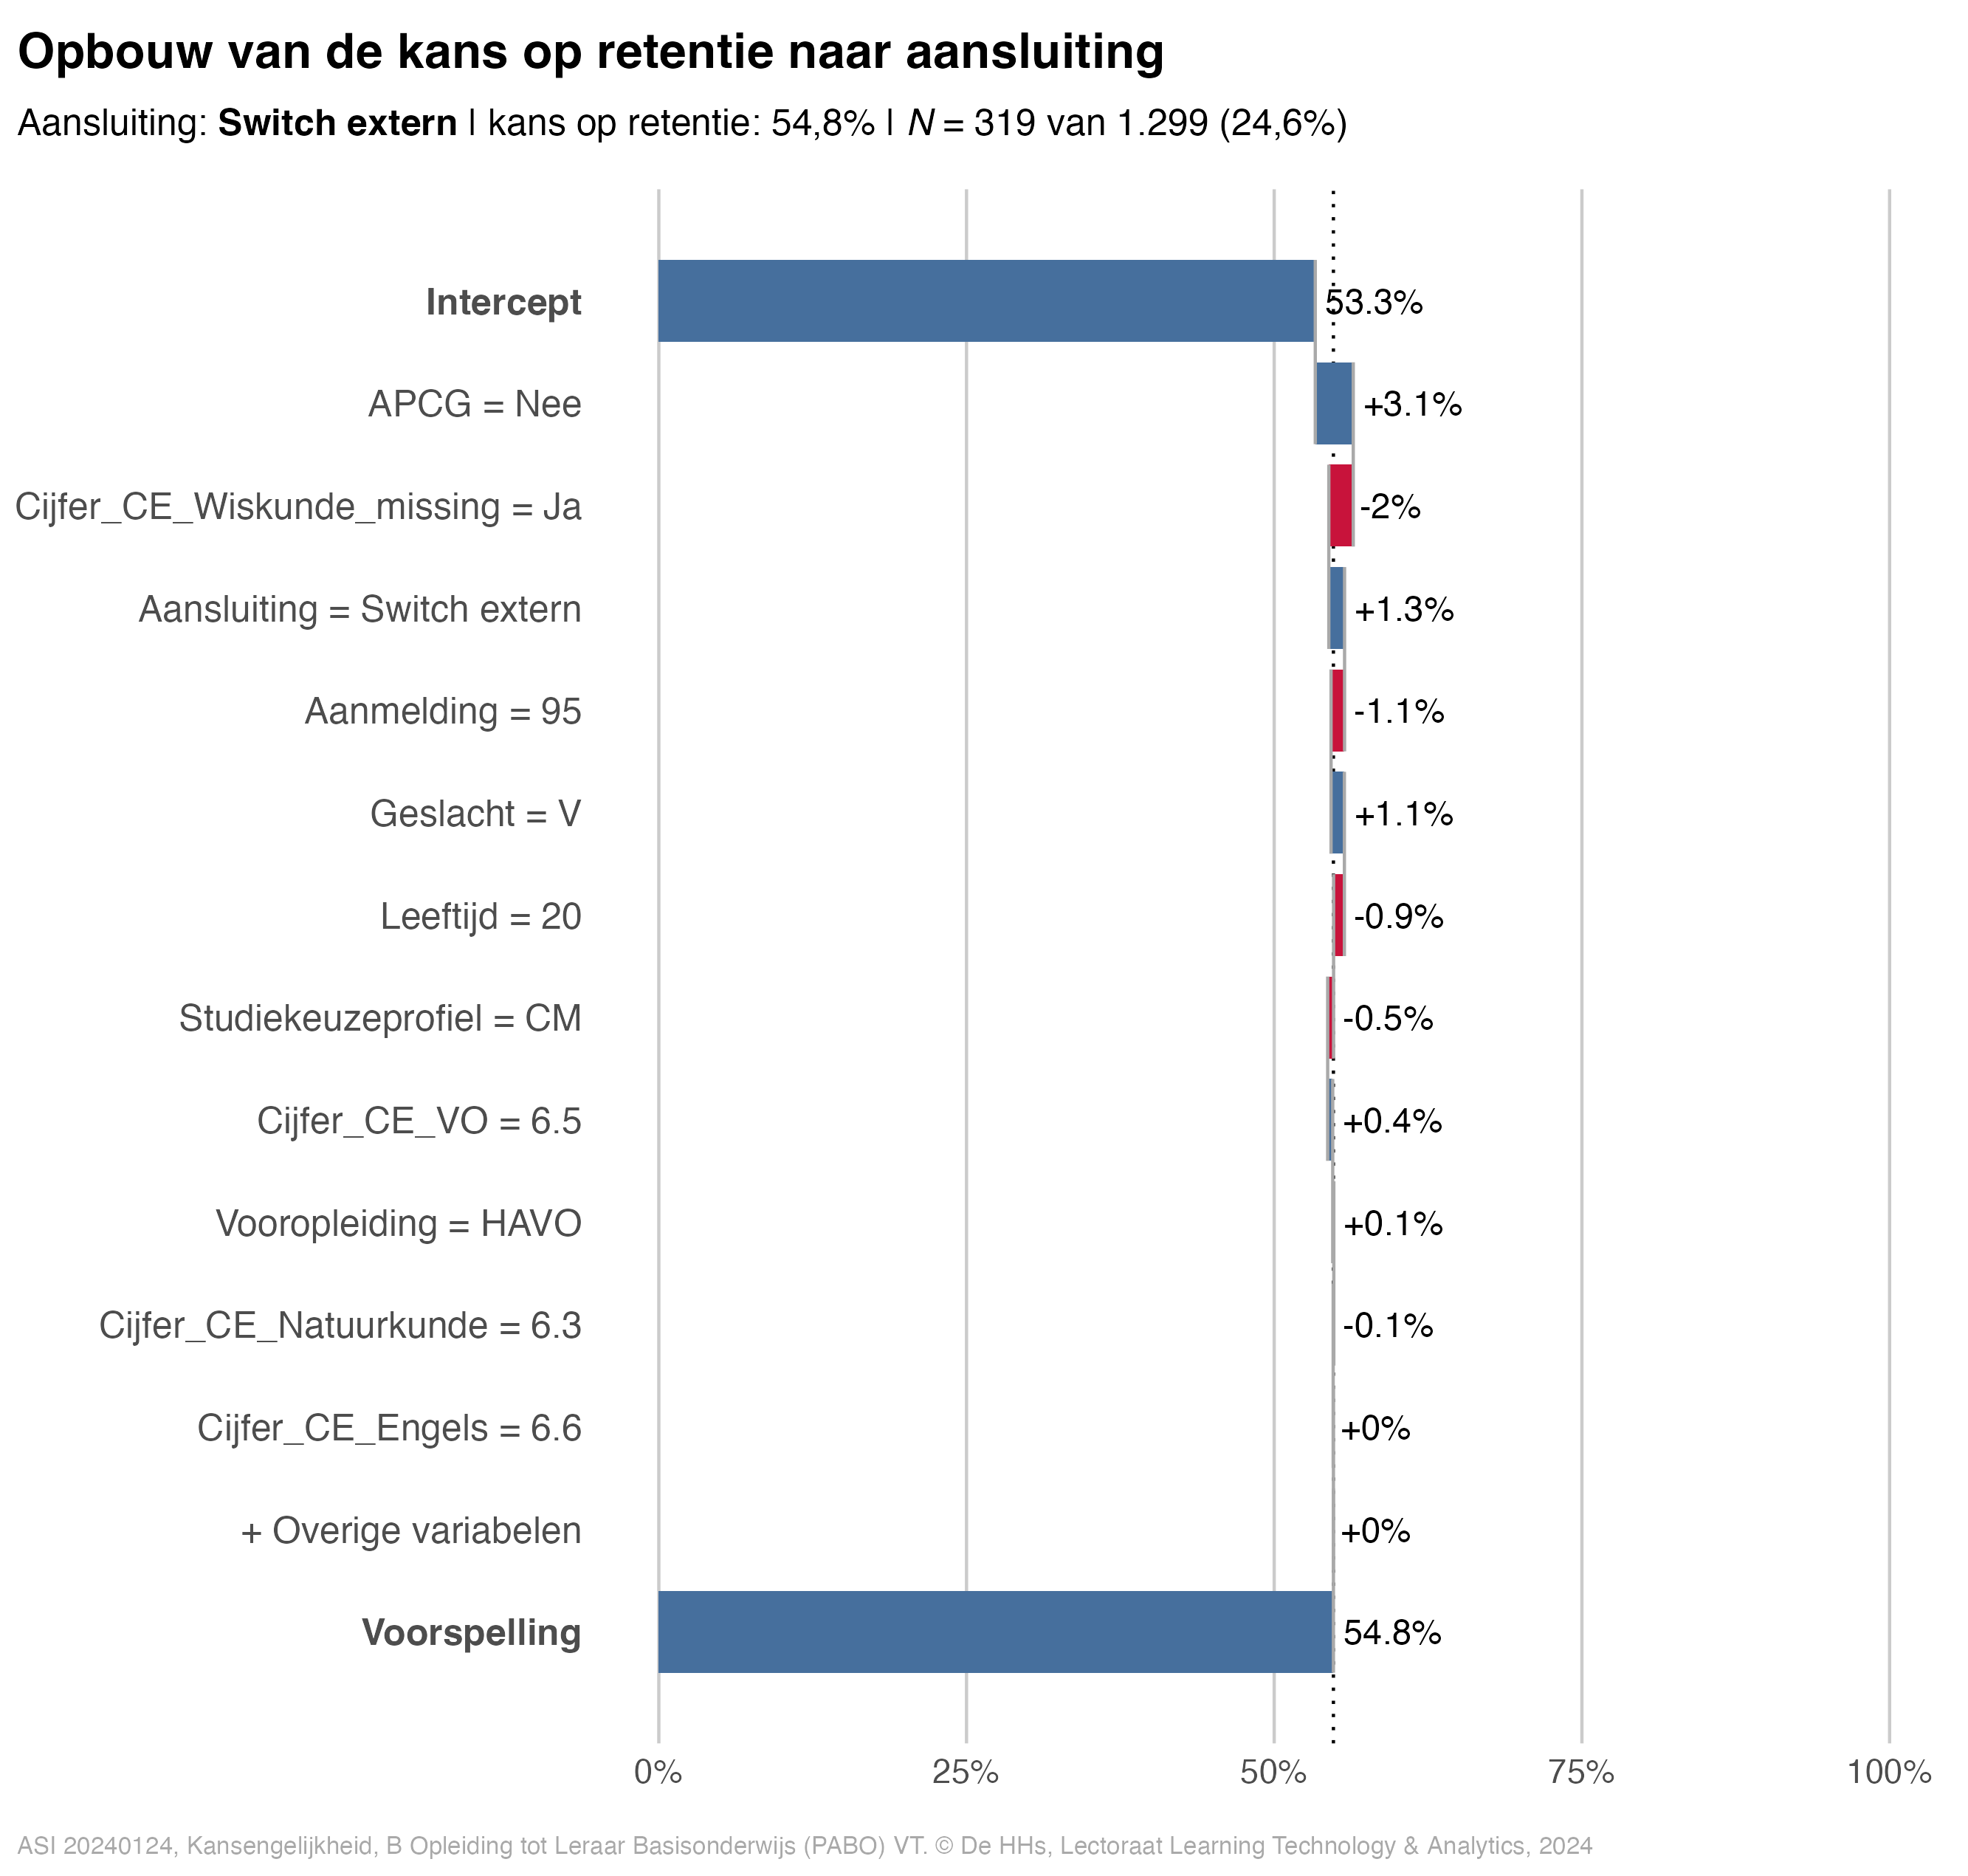 Opbouw van de kans op retentie naar aansluiting
Aansluiting: Switch extern | kans op retentie: 54,8% | N = 319 van 1.299 (24,6%)
Intercept 53.3%
APCG = Nee +3.1%
Cijfer_CE_Wiskunde_missing = Ja -2%
Aansluiting = Switch extern +1.3%
Aanmelding = 95 -1.1%
Geslacht = V +1.1%
Leeftijd = 20 -0.9%
Studiekeuzeprofiel = CM -0.5%
Cijfer_CE_VO = 6.5 +0.4%
Vooropleiding = HAVO +0.1%
Cijfer_CE_Natuurkunde = 6.3 -0.1%
Cijfer_CE_Engels = 6.6 +0%
+ Overige variabelen +0%
Voorspelling 54.8%
0% 25% 50% 75% 100%
ASI 20240124, Kansengelijkheid, B Opleiding tot Leraar Basisonderwijs (PABO) VT. © De HHs, Lectoraat Learning Technology & Analytics, 2024